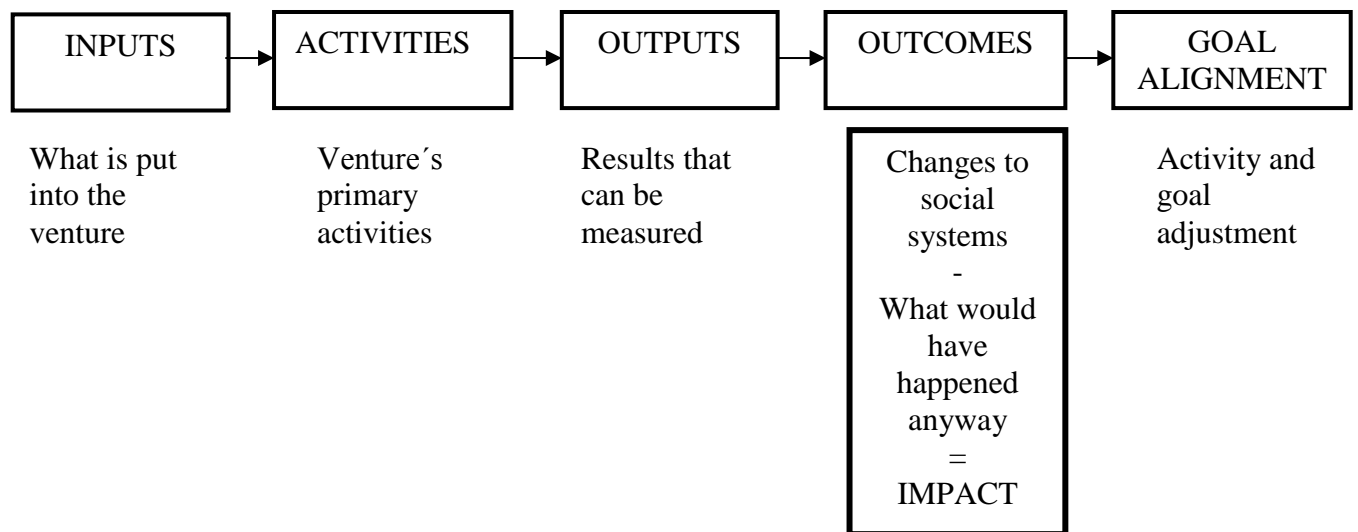 INPUTS
ACTIVITIES
OUTPUTS
OUTCOMES
GOAL
ALIGNMENT
What is put
into the
venture
Venture´s
primary
activities
Results that
can be
measured
Changes to
social
systems
-
What would
have
happened
anyway
=
IMPACT
Activity and
goal
adjustment